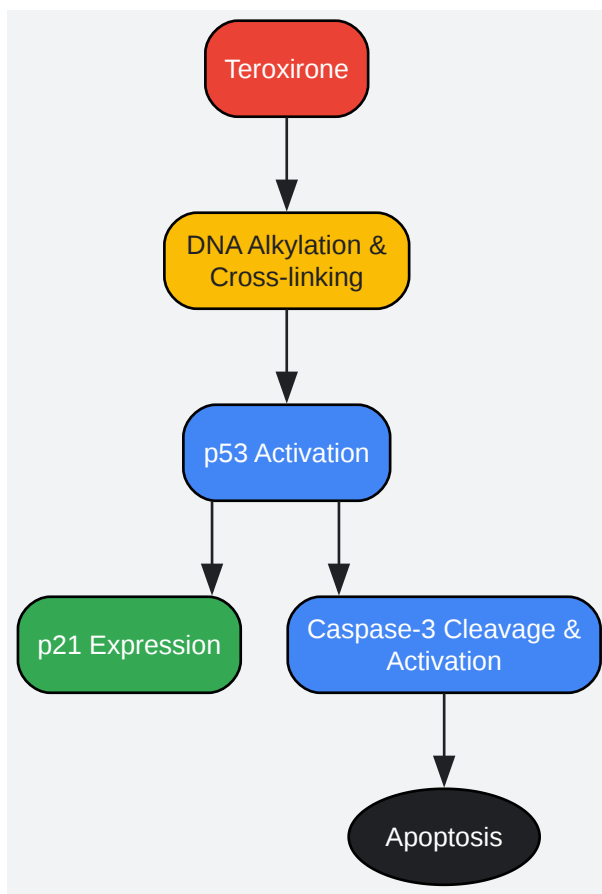 Teroxirone
DNA Alkylation &
Cross-linking
p53 Activation
p21 Expression
Caspase-3 Cleavage &
Activation
Apoptosis